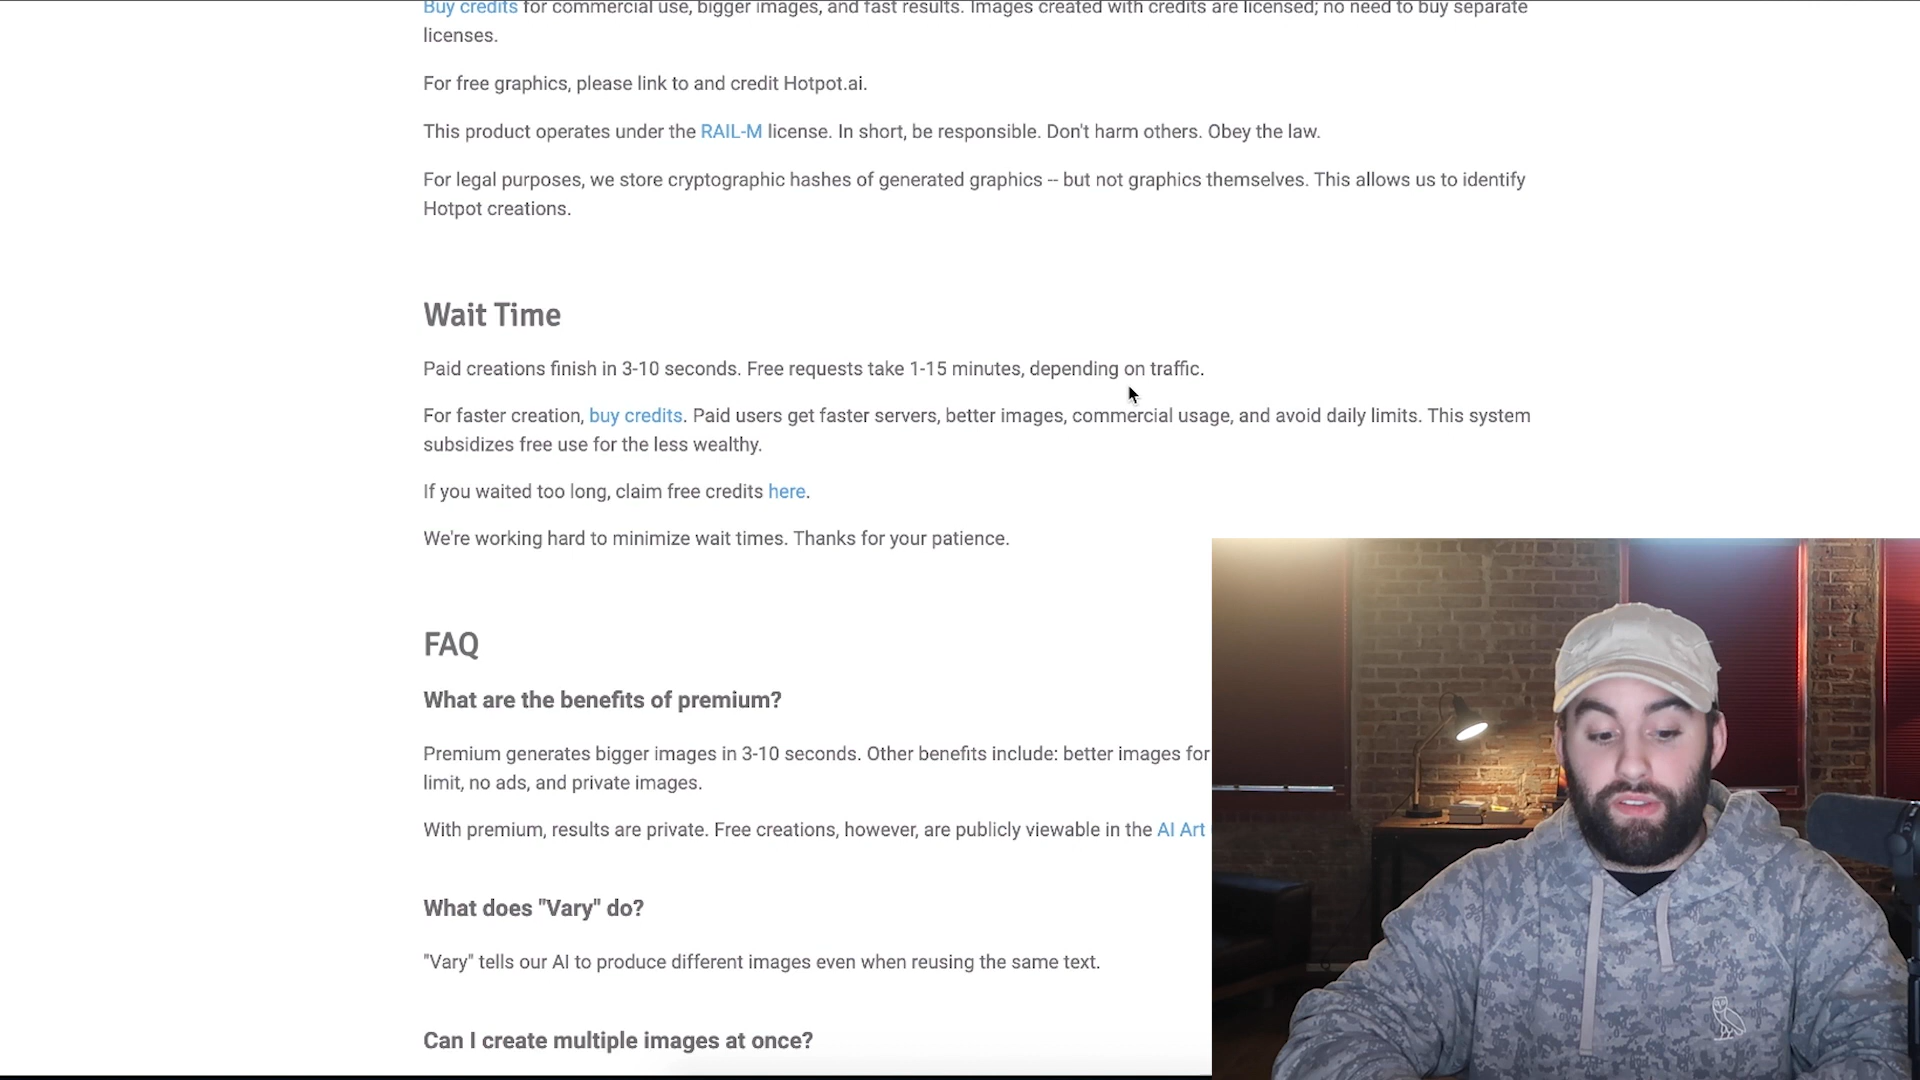 Buy credits for commercial use, bigger images, and fast results. Images created with credits are licensed; no need to buy separate
licenses.
For free graphics, please link to and credit Hotpot.ai.
This product operates under the RAIL-M license. In short, be responsible. Don't harm others. Obey the law.
For legal purposes, we store cryptographic hashes of generated graphics -- but not graphics themselves. This allows us to identify
Hotpot creations.
Wait Time
Paid creations finish in 3-10 seconds. Free requests take 1-15 minutes, depending on traffic.
For faster creation, buy credits. Paid users get faster servers, better images, commercial usage, and avoid daily limits. This system
subsidizes free use for the less wealthy.
If you waited too long, claim free credits here.
We're working hard to minimize wait times. Thanks for your patience.
FAQ
What are the benefits of premium?
Premium generates bigger images in 3-10 seconds. Other benefits include: better images for
limit, no ads, and private images.
With premium, results are private. Free creations, however, are publicly viewable in the AI Art
What does "Vary" do?
"Vary" tells our AI to produce different images even when reusing the same text.
Can I create multiple images at once?